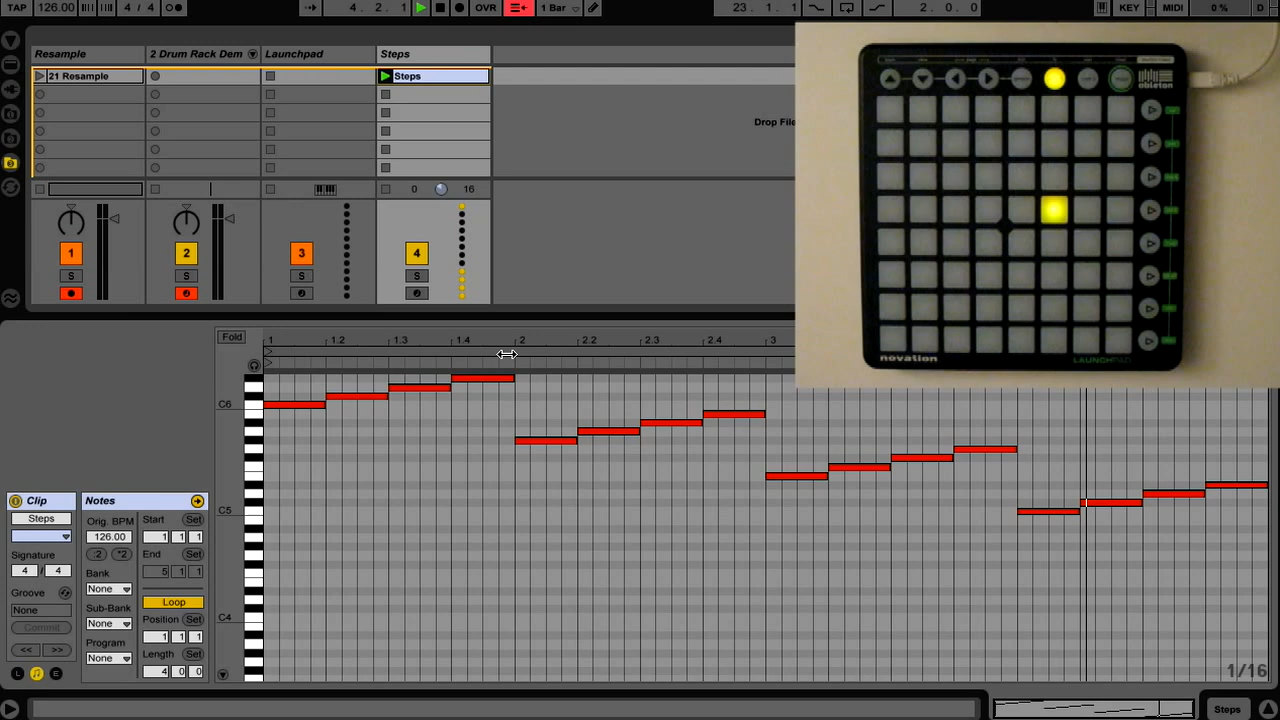 TAP 126.00 4 / 4 4. 2. 1 OVR 1 Bar 23. 1. 1 2. 0. 0 KEY MIDI 0 % D
Resample 2 Drum Rack Dem Launchpad Steps
21 Resample Steps
Drop File
0 16
1 2 3 4
S S
ableton
novation LAUNCHPAD
Fold 1 1.2 1.3 1.4 2 2.2 2.3 2.4 3
C6
C5
C4
Clip
Steps
Signature
4 / 4
Groove
None
Commit
<< >>
L E
Notes
Orig. BPM
126.00
:2 *2
Bank
None
Sub-Bank
None
Program
None
Start Set
1 1 1
End Set
5 1 1
Loop
Position Set
1 1 1
Length Set
4 0 0
1/16
Steps